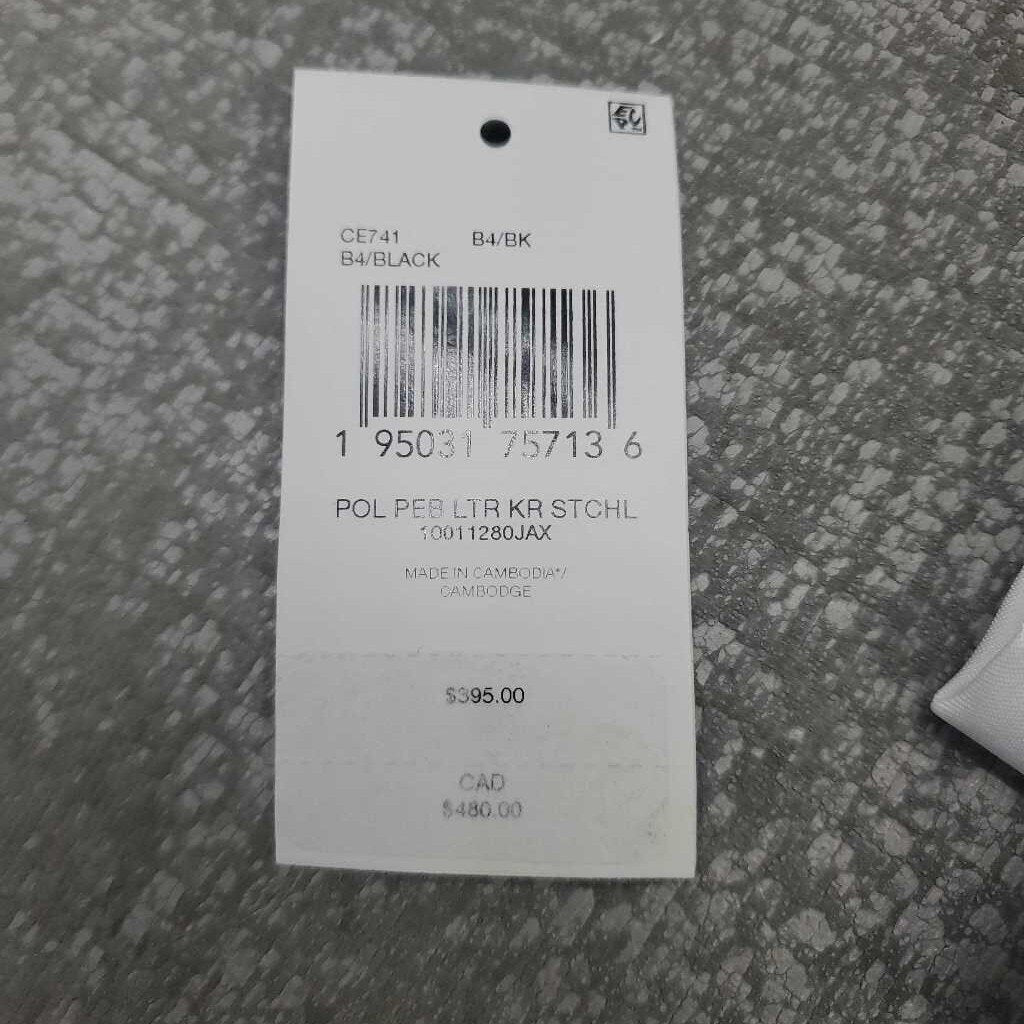 CE741 B4/BK
B4/BLACK
1 95031 75713 6
POL PEB LTR KR STCHL
10011280JAX
MADE IN CAMBODIA*/
CAMBODGE
$395.00
CAD
$480.00